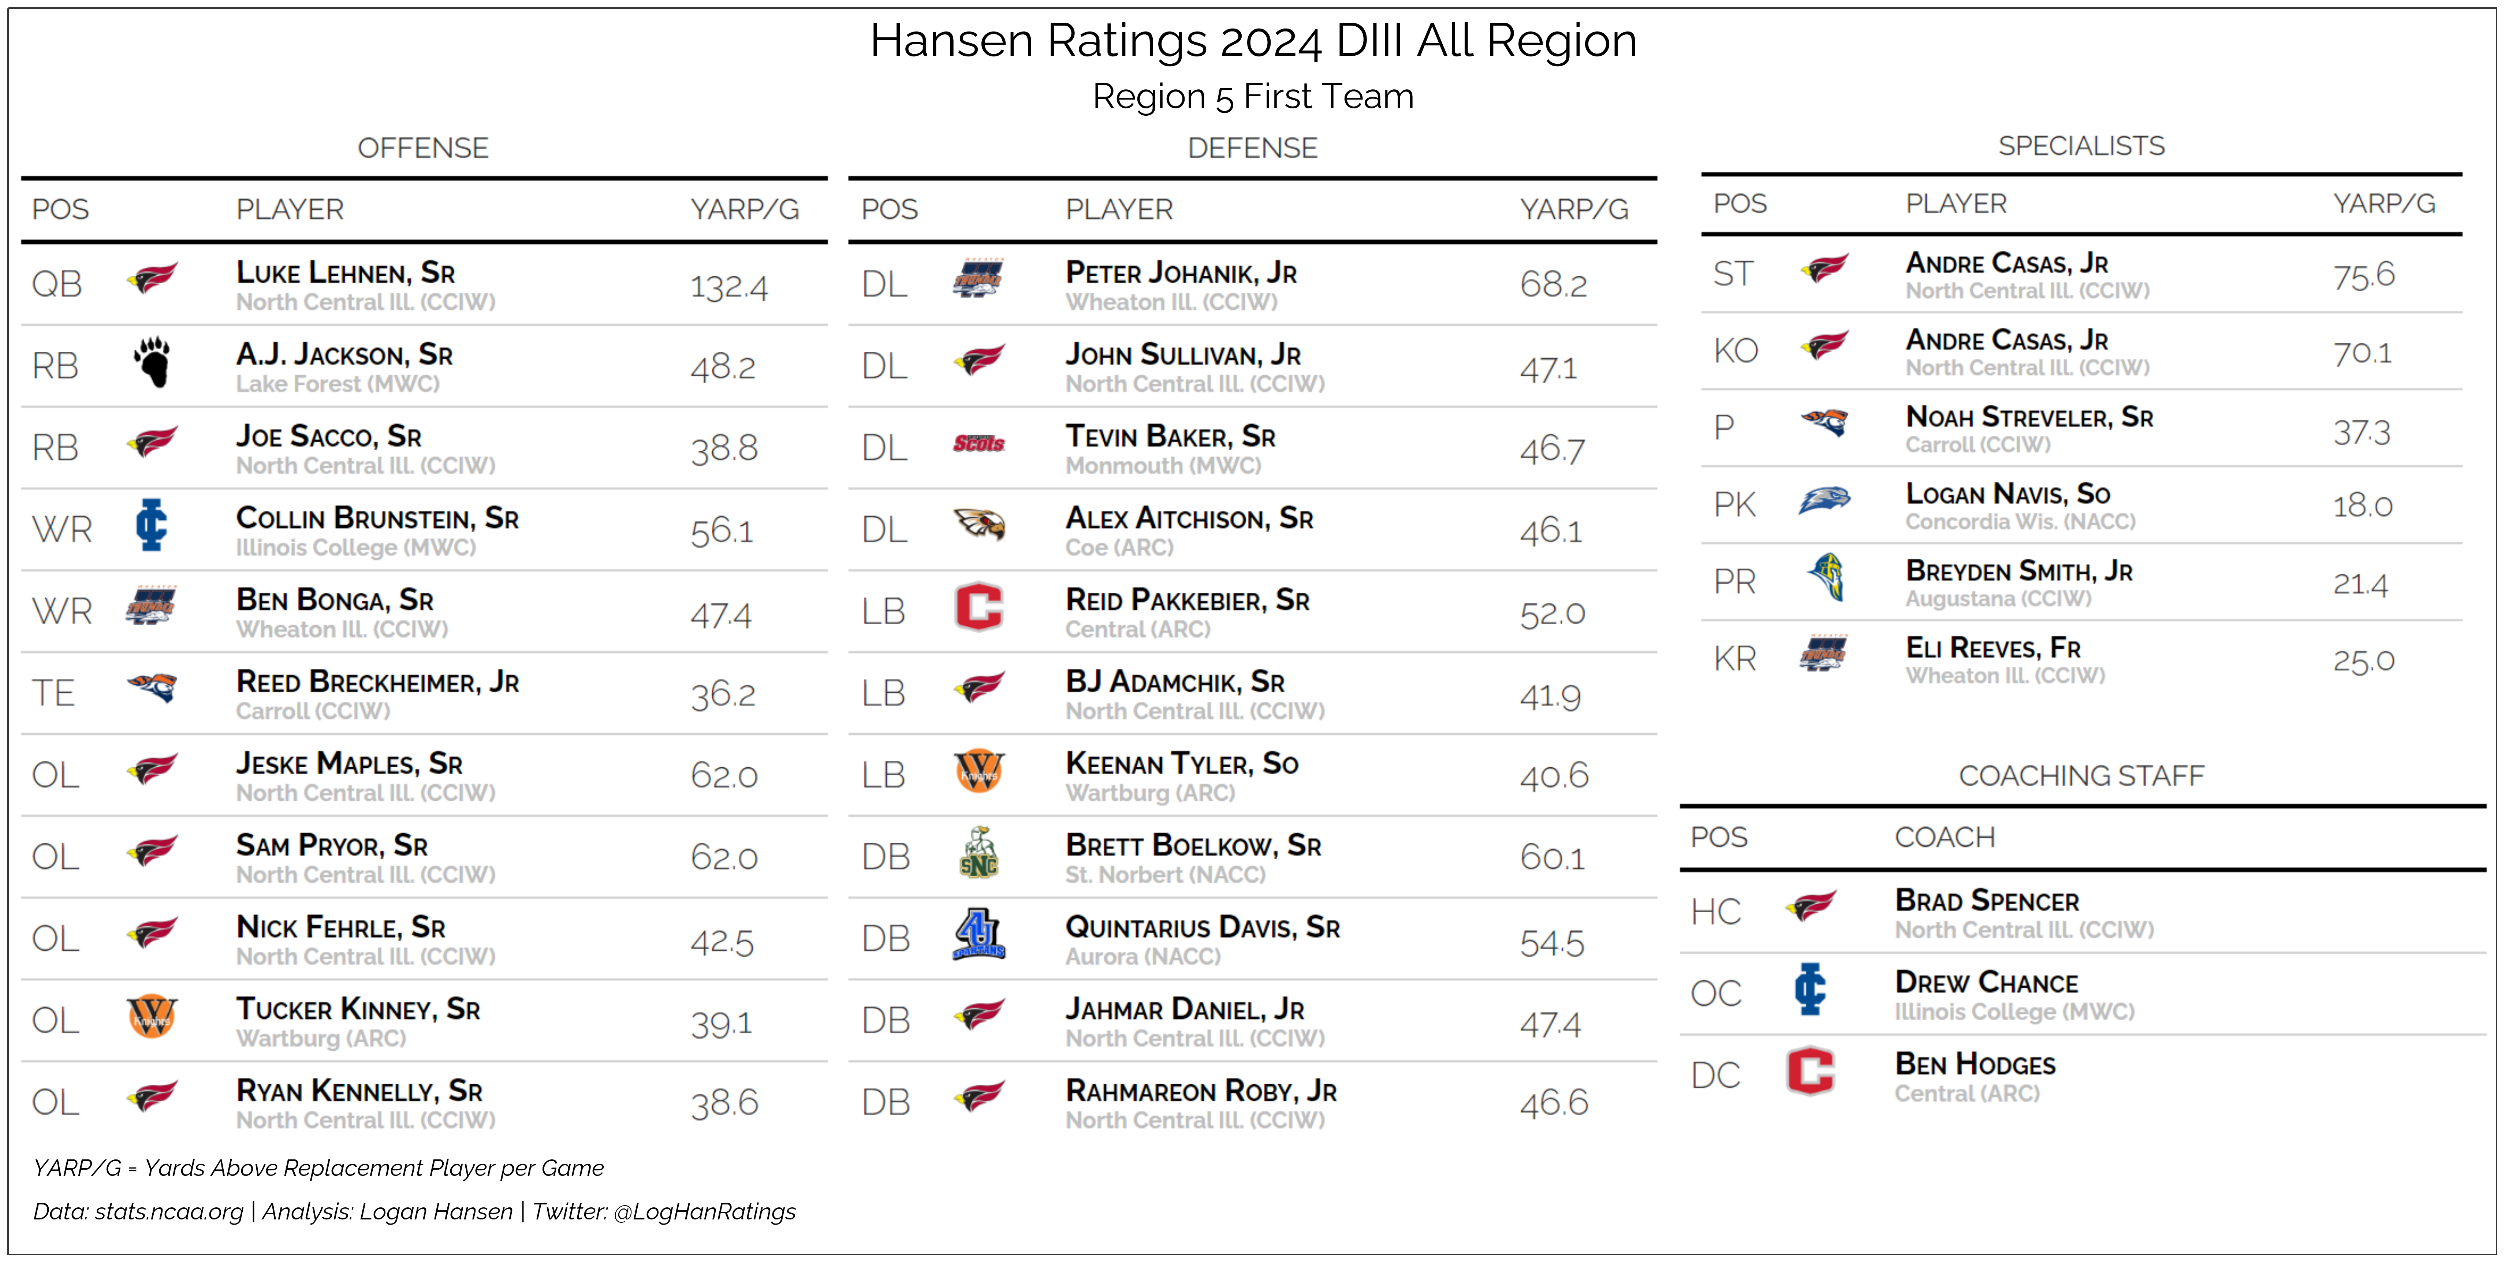 Hansen Ratings 2024 DIII All Region
Region 5 First Team
OFFENSE
POS PLAYER YARP/G
QB LUKE LEHNEN, SR 132.4
North Central Ill. (CCIW)
RB A.J. JACKSON, SR 48.2
Lake Forest (MWC)
RB JOE SACCO, SR 38.8
North Central Ill. (CCIW)
WR COLLIN BRUNSTEIN, SR 56.1
Illinois College (MWC)
WR BEN BONGA, SR 47.4
Wheaton Ill. (CCIW)
TE REED BRECKHEIMER, JR 36.2
Carroll (CCIW)
OL JESKE MAPLES, SR 62.0
North Central Ill. (CCIW)
OL SAM PRYOR, SR 62.0
North Central Ill. (CCIW)
OL NICK FEHRLE, SR 42.5
North Central Ill. (CCIW)
OL TUCKER KINNEY, SR 39.1
Wartburg (ARC)
OL RYAN KENNELLY, SR 38.6
North Central Ill. (CCIW)
DEFENSE
POS PLAYER YARP/G
DL PETER JOHANIK, JR 68.2
Wheaton Ill. (CCIW)
DL JOHN SULLIVAN, JR 47.1
North Central Ill. (CCIW)
DL TEVIN BAKER, SR 46.7
Monmouth (MWC)
DL ALEX AITCHISON, SR 46.1
Coe (ARC)
LB REID PAKKEBIER, SR 52.0
Central (ARC)
LB BJ ADAMCHIK, SR 41.9
North Central Ill. (CCIW)
LB KEENAN TYLER, SO 40.6
Wartburg (ARC)
DB BRETT BOELKOW, SR 60.1
St. Norbert (NACC)
DB QUINTARIUS DAVIS, SR 54.5
Aurora (NACC)
DB JAHMAR DANIEL, JR 47.4
North Central Ill. (CCIW)
DB RAHMAREON ROBY, JR 46.6
North Central Ill. (CCIW)
SPECIALISTS
POS PLAYER YARP/G
ST ANDRE CASAS, JR 75.6
North Central Ill. (CCIW)
KO ANDRE CASAS, JR 70.1
North Central Ill. (CCIW)
P NOAH STREVELER, SR 37.3
Carroll (CCIW)
PK LOGAN NAVIS, SO 18.0
Concordia Wis. (NACC)
PR BREYDEN SMITH, JR 21.4
Augustana (CCIW)
KR ELI REEVES, FR 25.0
Wheaton Ill. (CCIW)
COACHING STAFF
POS COACH
HC BRAD SPENCER
North Central Ill. (CCIW)
OC DREW CHANCE
Illinois College (MWC)
DC BEN HODGES
Central (ARC)
YARP/G = Yards Above Replacement Player per Game
Data: stats.ncaa.org | Analysis: Logan Hansen | Twitter: @LogHanRatings